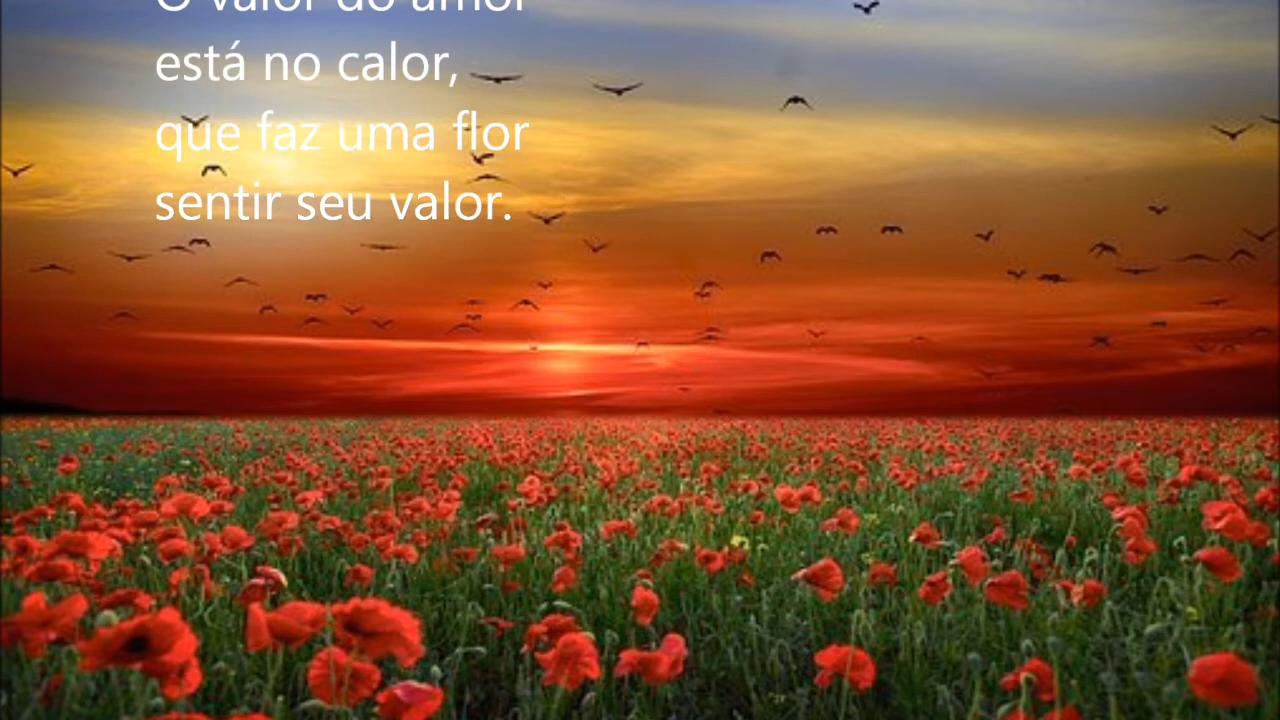 O valor do amor
está no calor,
que faz uma flor
sentir seu valor.